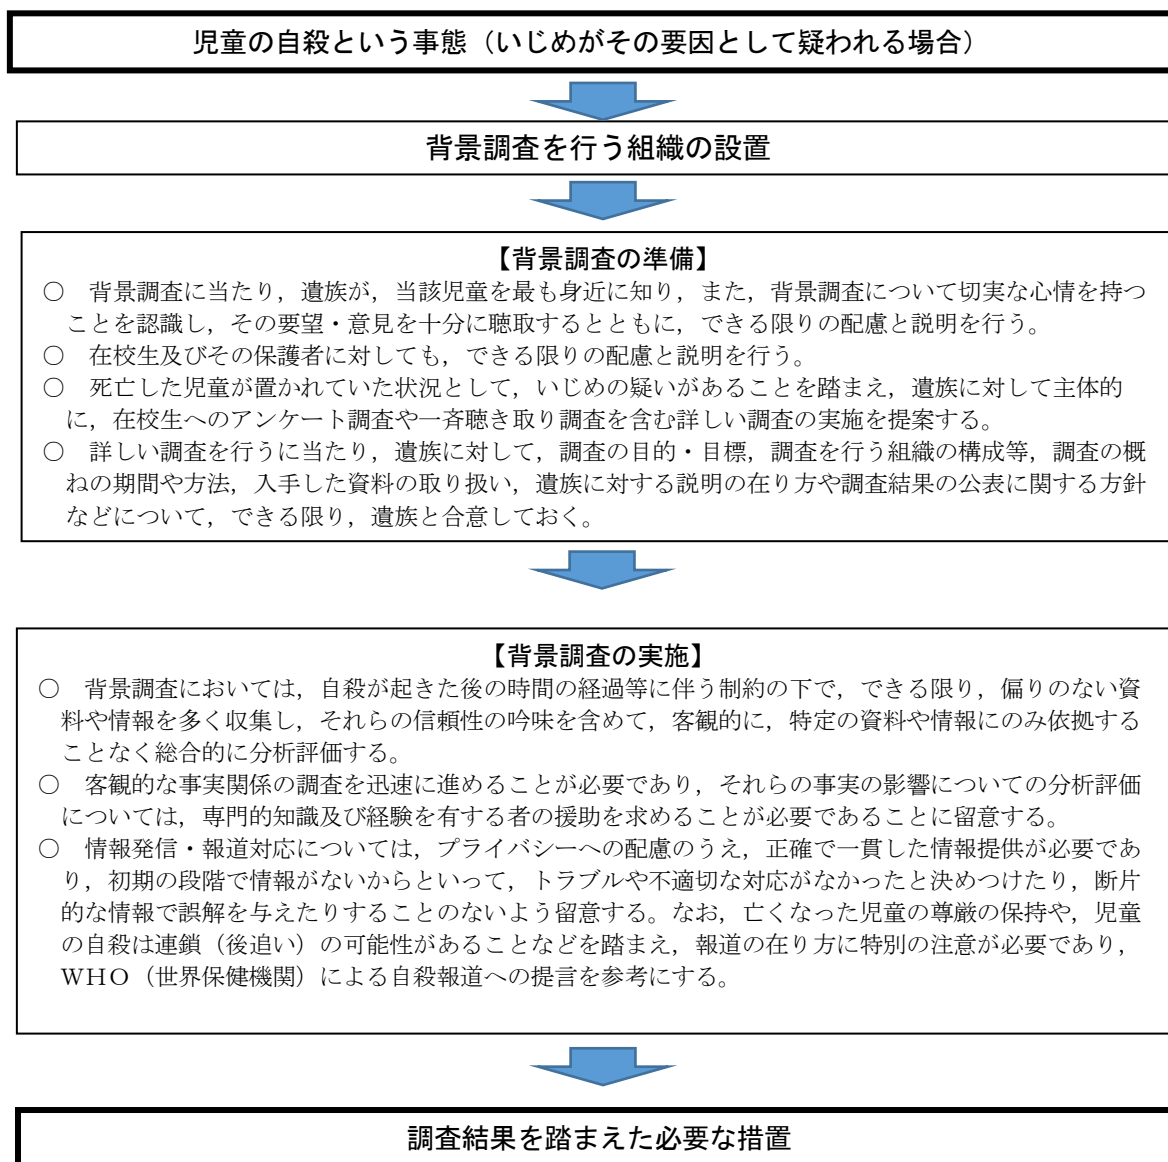 児童の自殺という事態（いじめがその要因として疑われる場合）
背景調査を行う組織の設置
【背景調査の準備】
○　背景調査に当たり，遺族が，当該児童を最も身近に知り，また，背景調査について切実な心情を持つ
ことを認識し，その要望・意見を十分に聴取するとともに，できる限りの配慮と説明を行う。
○　在校生及びその保護者に対しても，できる限りの配慮と説明を行う。
○　死亡した児童が置かれていた状況として，いじめの疑いがあることを踏まえ，遺族に対して主体的
に，在校生へのアンケート調査や一斉聴き取り調査を含む詳しい調査の実施を提案する。
○　詳しい調査を行うに当たり，遺族に対して，調査の目的・目標，調査を行う組織の構成等，調査の概
ねの期間や方法，入手した資料の取り扱い，遺族に対する説明の在り方や調査結果の公表に関する方針
などについて，できる限り，遺族と合意しておく。
【背景調査の実施】
○　背景調査においては，自殺が起きた後の時間の経過等に伴う制約の下で，できる限り，偏りのない資
料や情報を多く収集し，それらの信頼性の吟味を含めて，客観的に，特定の資料や情報にのみ依拠する
ことなく総合的に分析評価する。
○　客観的な事実関係の調査を迅速に進めることが必要であり，それらの事実の影響についての分析評価
については，専門的知識及び経験を有する者の援助を求めることが必要であることに留意する。
○　情報発信・報道対応については，プライバシーへの配慮のうえ，正確で一貫した情報提供が必要であ
り，初期の段階で情報がないからといって，トラブルや不適切な対応がなかったと決めつけたり，断片
的な情報で誤解を与えたりすることのないよう留意する。なお，亡くなった児童の尊厳の保持や，児童
の自殺は連鎖（後追い）の可能性があることなどを踏まえ，報道の在り方に特別の注意が必要であり，
ＷＨＯ（世界保健機関）による自殺報道への提言を参考にする。
調査結果を踏まえた必要な措置